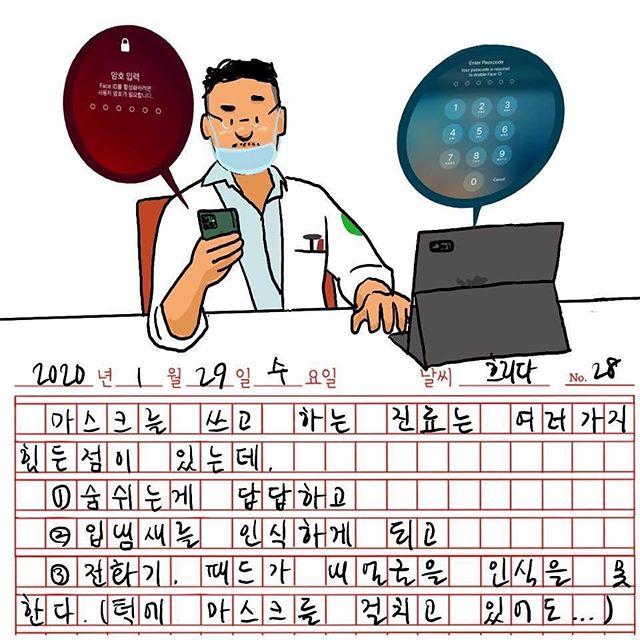 암호 입력
Face ID를 활성화하려면
사용자 암호가 필요합니다.
Enter Passcode
Your passcode is required
to enable Face ID
1 2 3
4 5 6
7 8 9
0 Cancel
2020 년 1 월 29 일 수 요일 날씨 흐리다 No. 28
마스크를 쓰고 하는 진료는 여러가지
힘든점이 있는데,
① 숨쉬는게 답답하고
② 입냄새를 인식하게 되고
③ 전화기, 패드가 내얼굴을 인식을 못
한다. (턱에 마스크를 걸치고 있어도...)